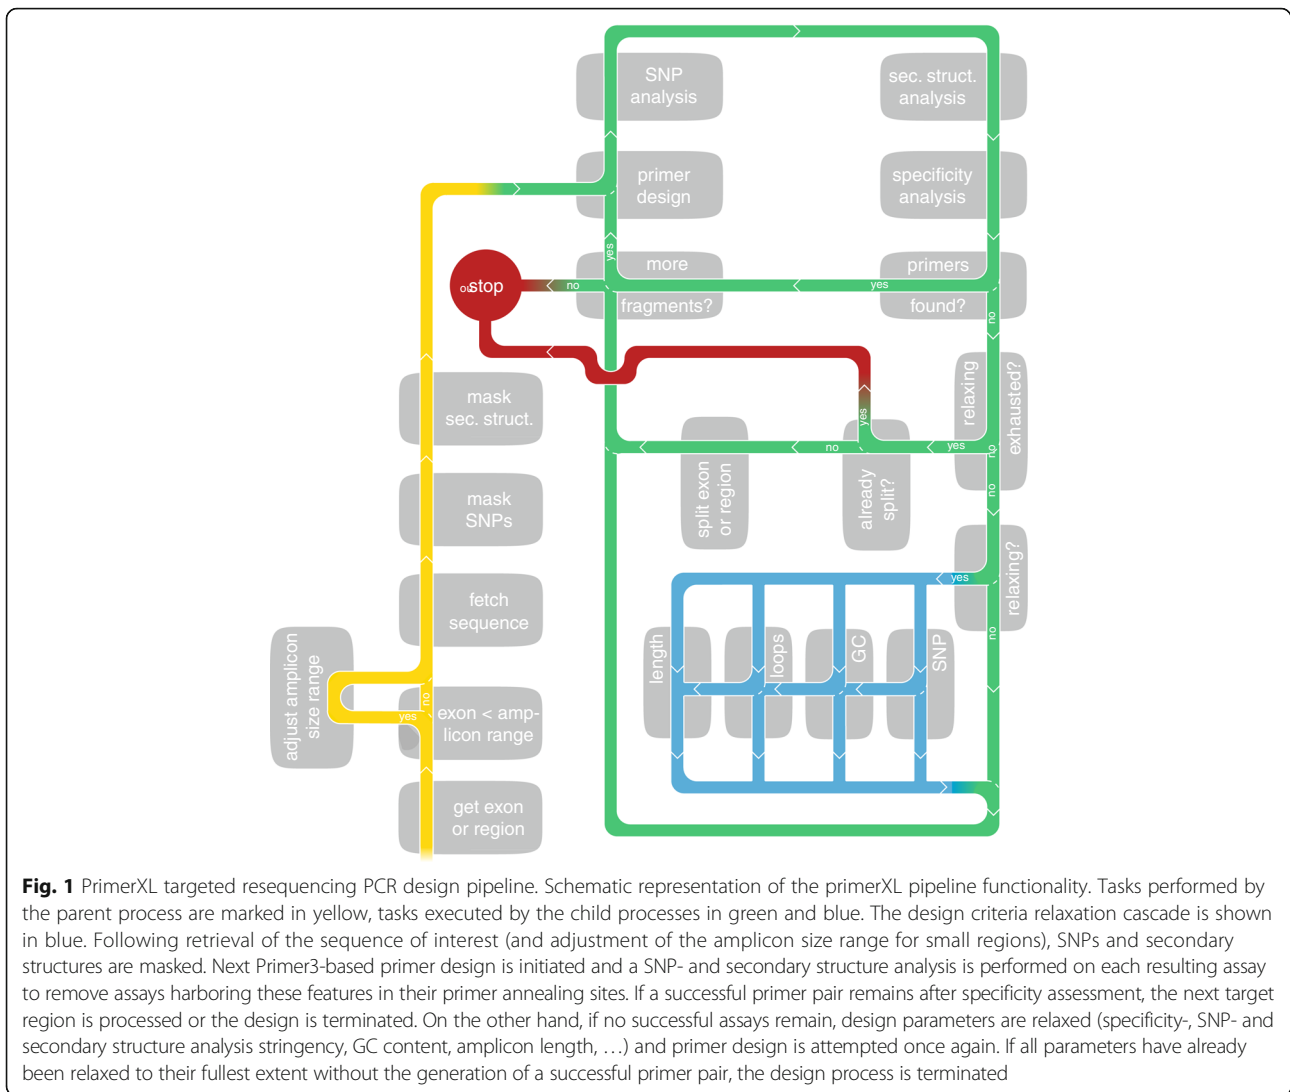 SNP
analysis
sec. struct.
analysis
primer
design
specificity
analysis
yes
more
fragments?
primers
found?
stop
no
yes
no
relaxing
exhausted?
mask
sec. struct.
yes
no
yes
no
split exon
or region
already
split?
no
mask
SNPs
relaxing?
yes
no
fetch
sequence
length
loops
GC
SNP
adjust amplicon
size range
no
yes
exon < amp-
licon range
get exon
or region
Fig. 1 PrimerXL targeted resequencing PCR design pipeline. Schematic representation of the primerXL pipeline functionality. Tasks performed by
the parent process are marked in yellow, tasks executed by the child processes in green and blue. The design criteria relaxation cascade is shown
in blue. Following retrieval of the sequence of interest (and adjustment of the amplicon size range for small regions), SNPs and secondary
structures are masked. Next Primer3-based primer design is initiated and a SNP- and secondary structure analysis is performed on each resulting assay
to remove assays harboring these features in their primer annealing sites. If a successful primer pair remains after specificity assessment, the next target
region is processed or the design is terminated. On the other hand, if no successful assays remain, design parameters are relaxed (specificity-, SNP- and
secondary structure analysis stringency, GC content, amplicon length, …) and primer design is attempted once again. If all parameters have already
been relaxed to their fullest extent without the generation of a successful primer pair, the design process is terminated